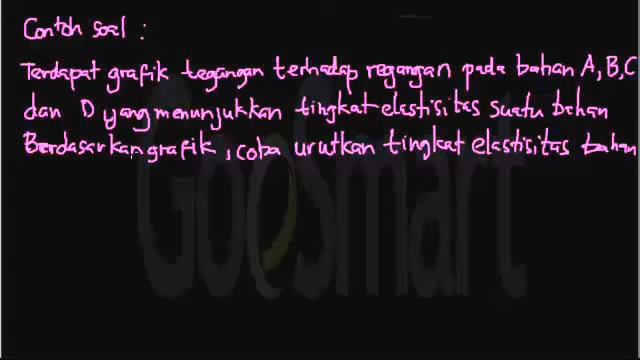 Contoh soal :
Terdapat grafik tegangan terhadap regangan pada bahan A, B, C
dan D yang menunjukkan tingkat elastisitas suatu bahan
Berdasarkan grafik, coba urutkan tingkat elastisitas bahan
GoeSmart